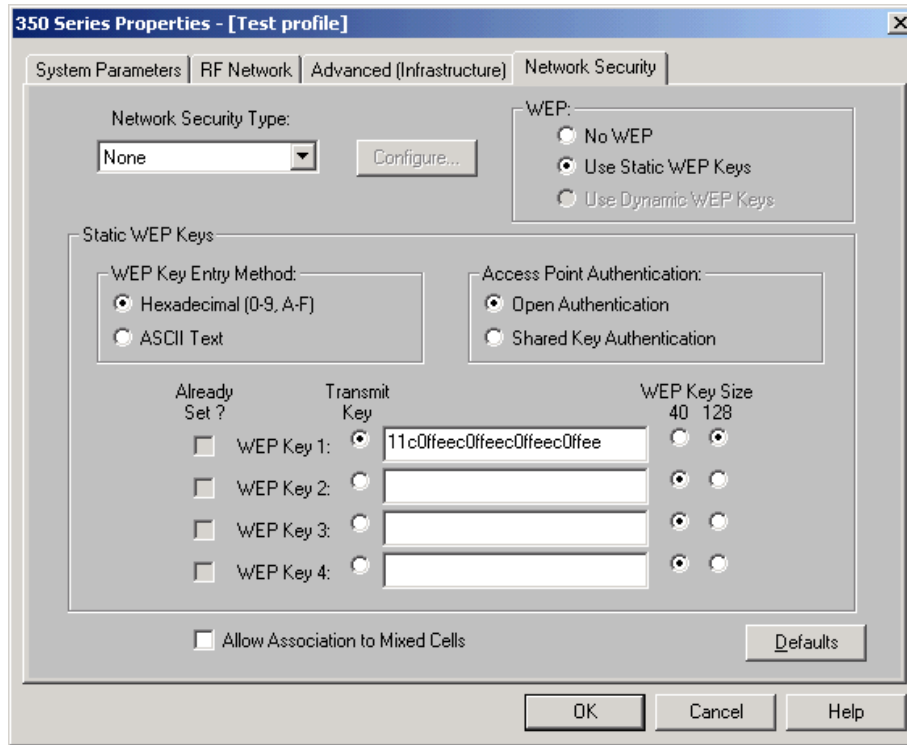 350 Series Properties - [Test profile]
System Parameters RF Network Advanced (Infrastructure) Network Security
Network Security Type:
None
Configure...
WEP:
No WEP
Use Static WEP Keys
Use Dynamic WEP Keys
Static WEP Keys
WEP Key Entry Method:
Hexadecimal (0-9, A-F)
ASCII Text
Access Point Authentication:
Open Authentication
Shared Key Authentication
Already
Set ?
Transmit
Key
WEP Key Size
40 128
WEP Key 1: 11c0ffeec0ffeec0ffeec0ffee
WEP Key 2:
WEP Key 3:
WEP Key 4:
Allow Association to Mixed Cells
Defaults
OK Cancel Help